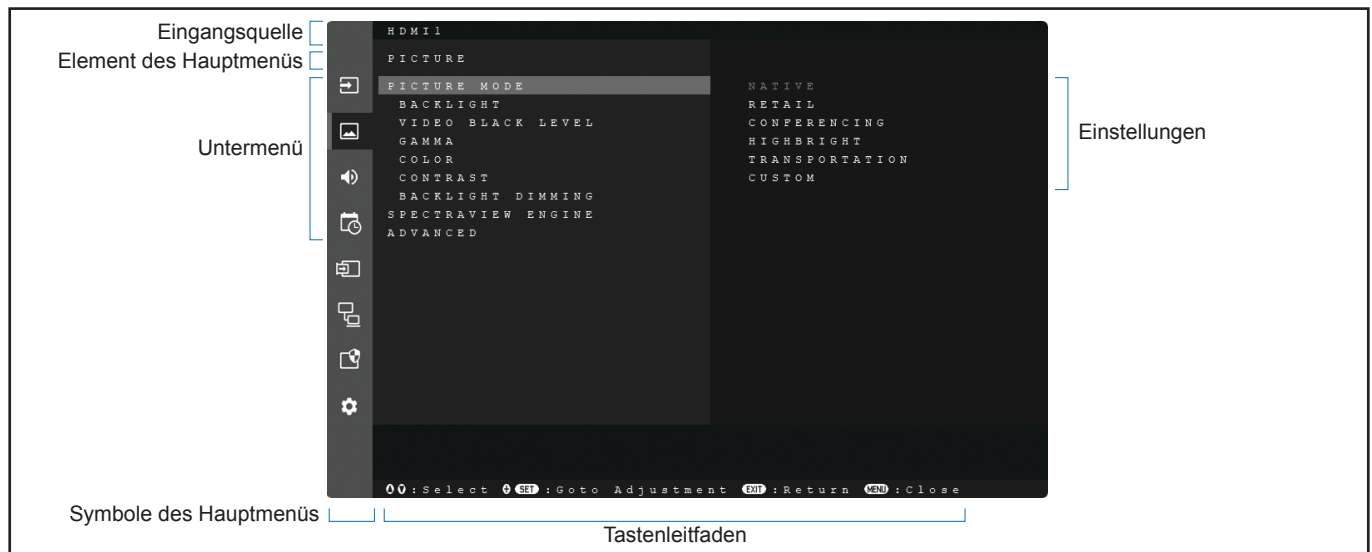 Eingangsquelle
HDMI1
Element des Hauptmenüs
PICTURE
Untermenü
PICTURE MODE
BACKLIGHT
VIDEO BLACK LEVEL
GAMMA
COLOR
CONTRAST
BACKLIGHT DIMMING
SPECTRAVIEW ENGINE
ADVANCED
NATIVE
RETAIL
CONFERENCING
HIGHBRIGHT
TRANSPORTATION
CUSTOM
Einstellungen
:Select SET :Goto Adjustment EXIT :Return MENU :Close
Symbole des Hauptmenüs
Tastenleitfaden